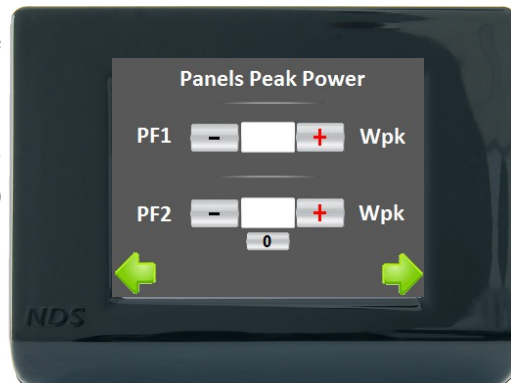 Panels Peak Power
PF1 - + Wpk
PF2 - + Wpk
0
NDS